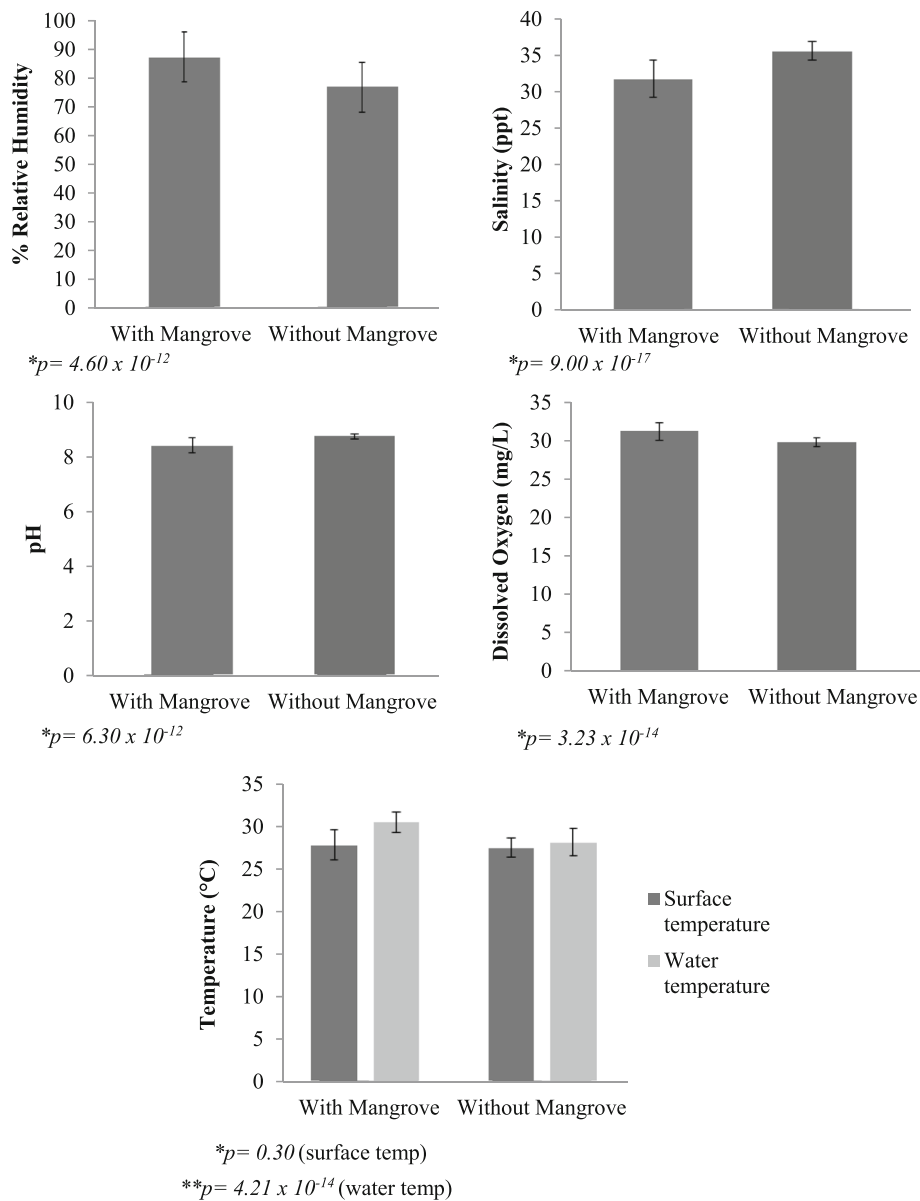 % Relative Humidity
100
90
80
70
60
50
40
30
20
10
0
With Mangrove Without Mangrove
*p= 4.60 x 10-12
Salinity (ppt)
40
35
30
25
20
15
10
5
0
With Mangrove Without Mangrove
*p= 9.00 x 10-17
pH
10
8
6
4
2
0
With Mangrove Without Mangrove
*p= 6.30 x 10-12
Dissolved Oxygen (mg/L)
35
30
25
20
15
10
5
0
With Mangrove Without Mangrove
*p= 3.23 x 10-14
Temperature (°C)
35
30
25
20
15
10
5
0
With Mangrove Without Mangrove
Surface
temperature
Water
temperature
*p= 0.30 (surface temp)
**p= 4.21 x 10-14 (water temp)